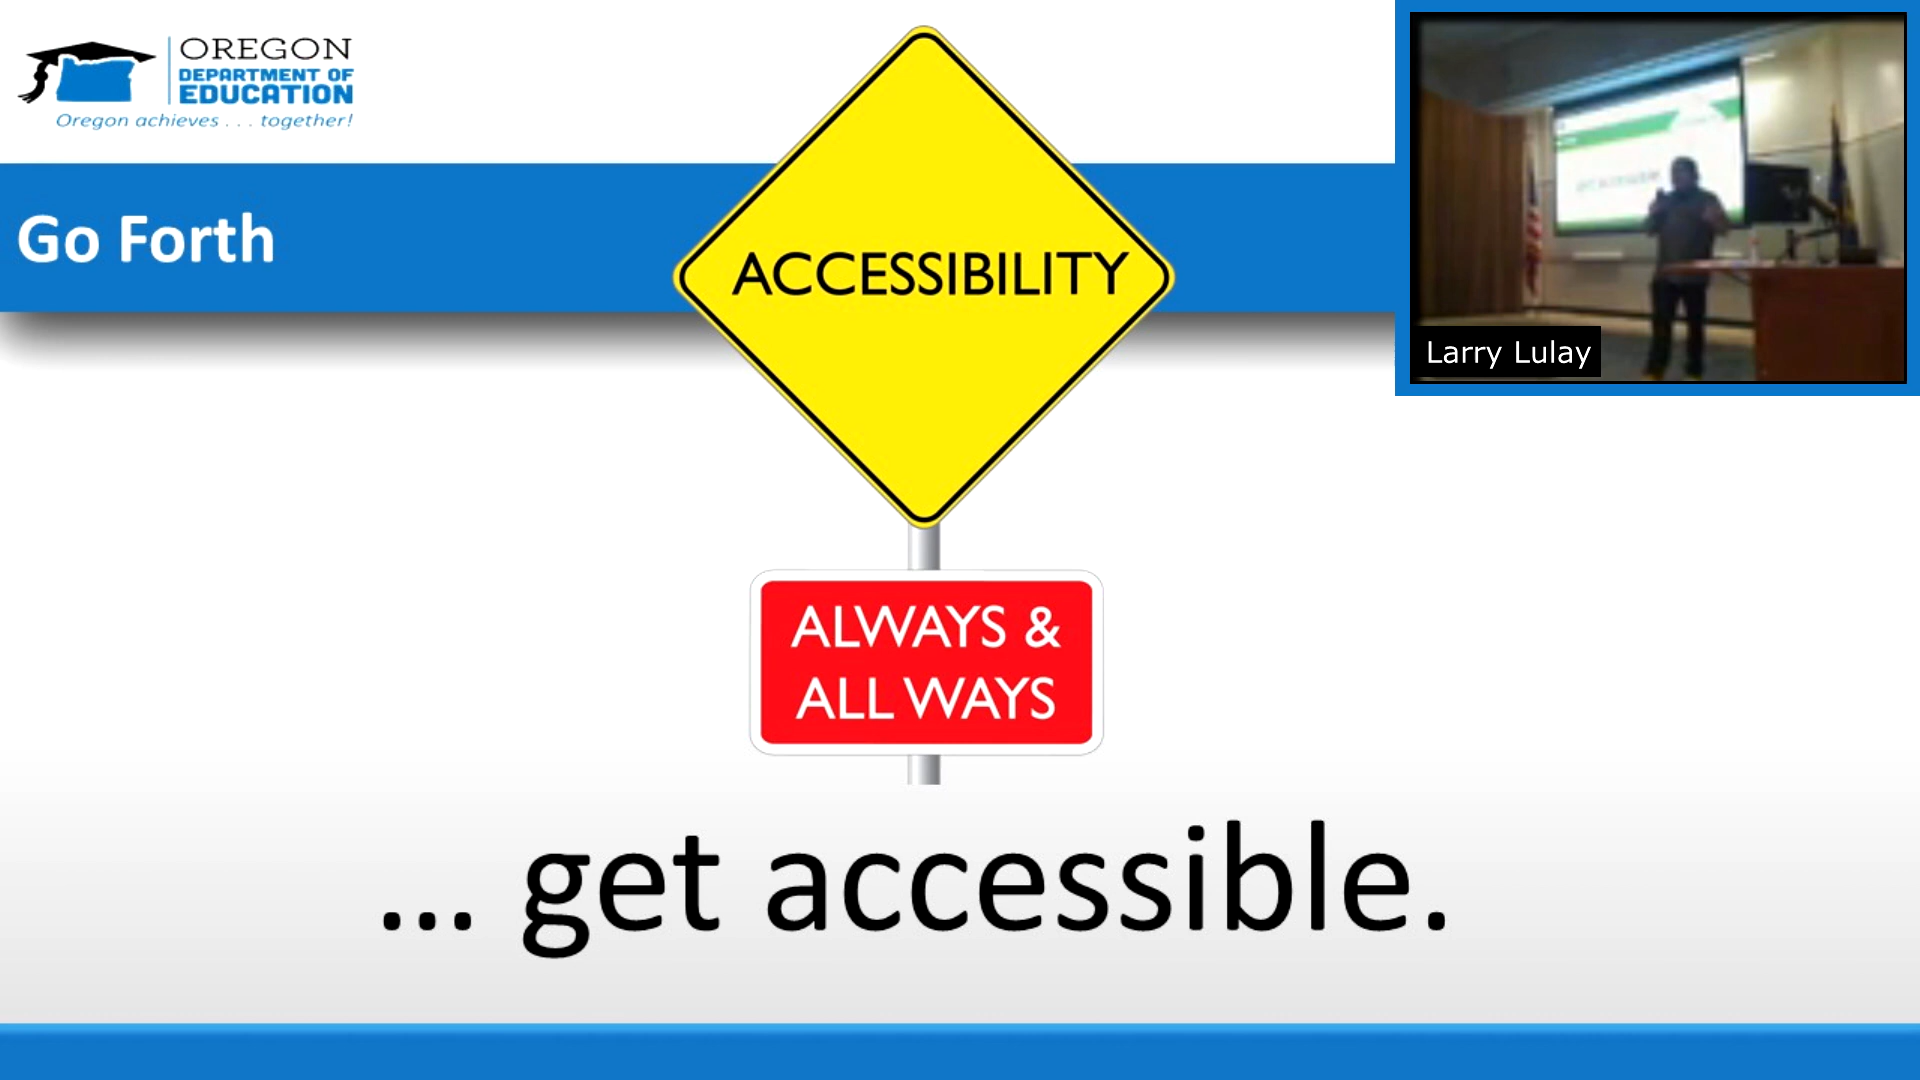 OREGON
DEPARTMENT OF
EDUCATION
Oregon achieves . . . together!
Go Forth
ACCESSIBILITY
ALWAYS &
ALL WAYS
... get accessible.
Larry Lulay